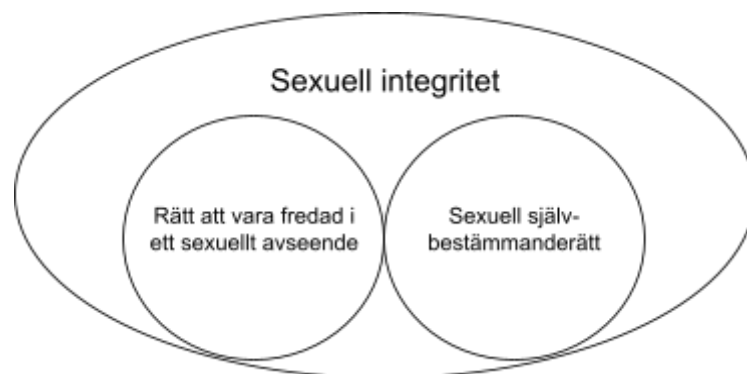 Sexuell integritet
Rätt att vara fredad i
ett sexuellt avseende
Sexuell själv-
bestämmanderätt